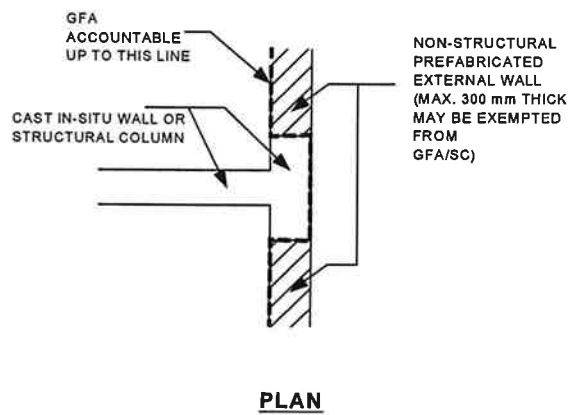 GFA
ACCOUNTABLE
UP TO THIS LINE
NON-STRUCTURAL
PREFABRICATED
EXTERNAL WALL
(MAX. 300 mm THICK
MAY BE EXEMPTED
FROM
GFA/SC)
CAST IN-SITU WALL OR
STRUCTURAL COLUMN
PLAN